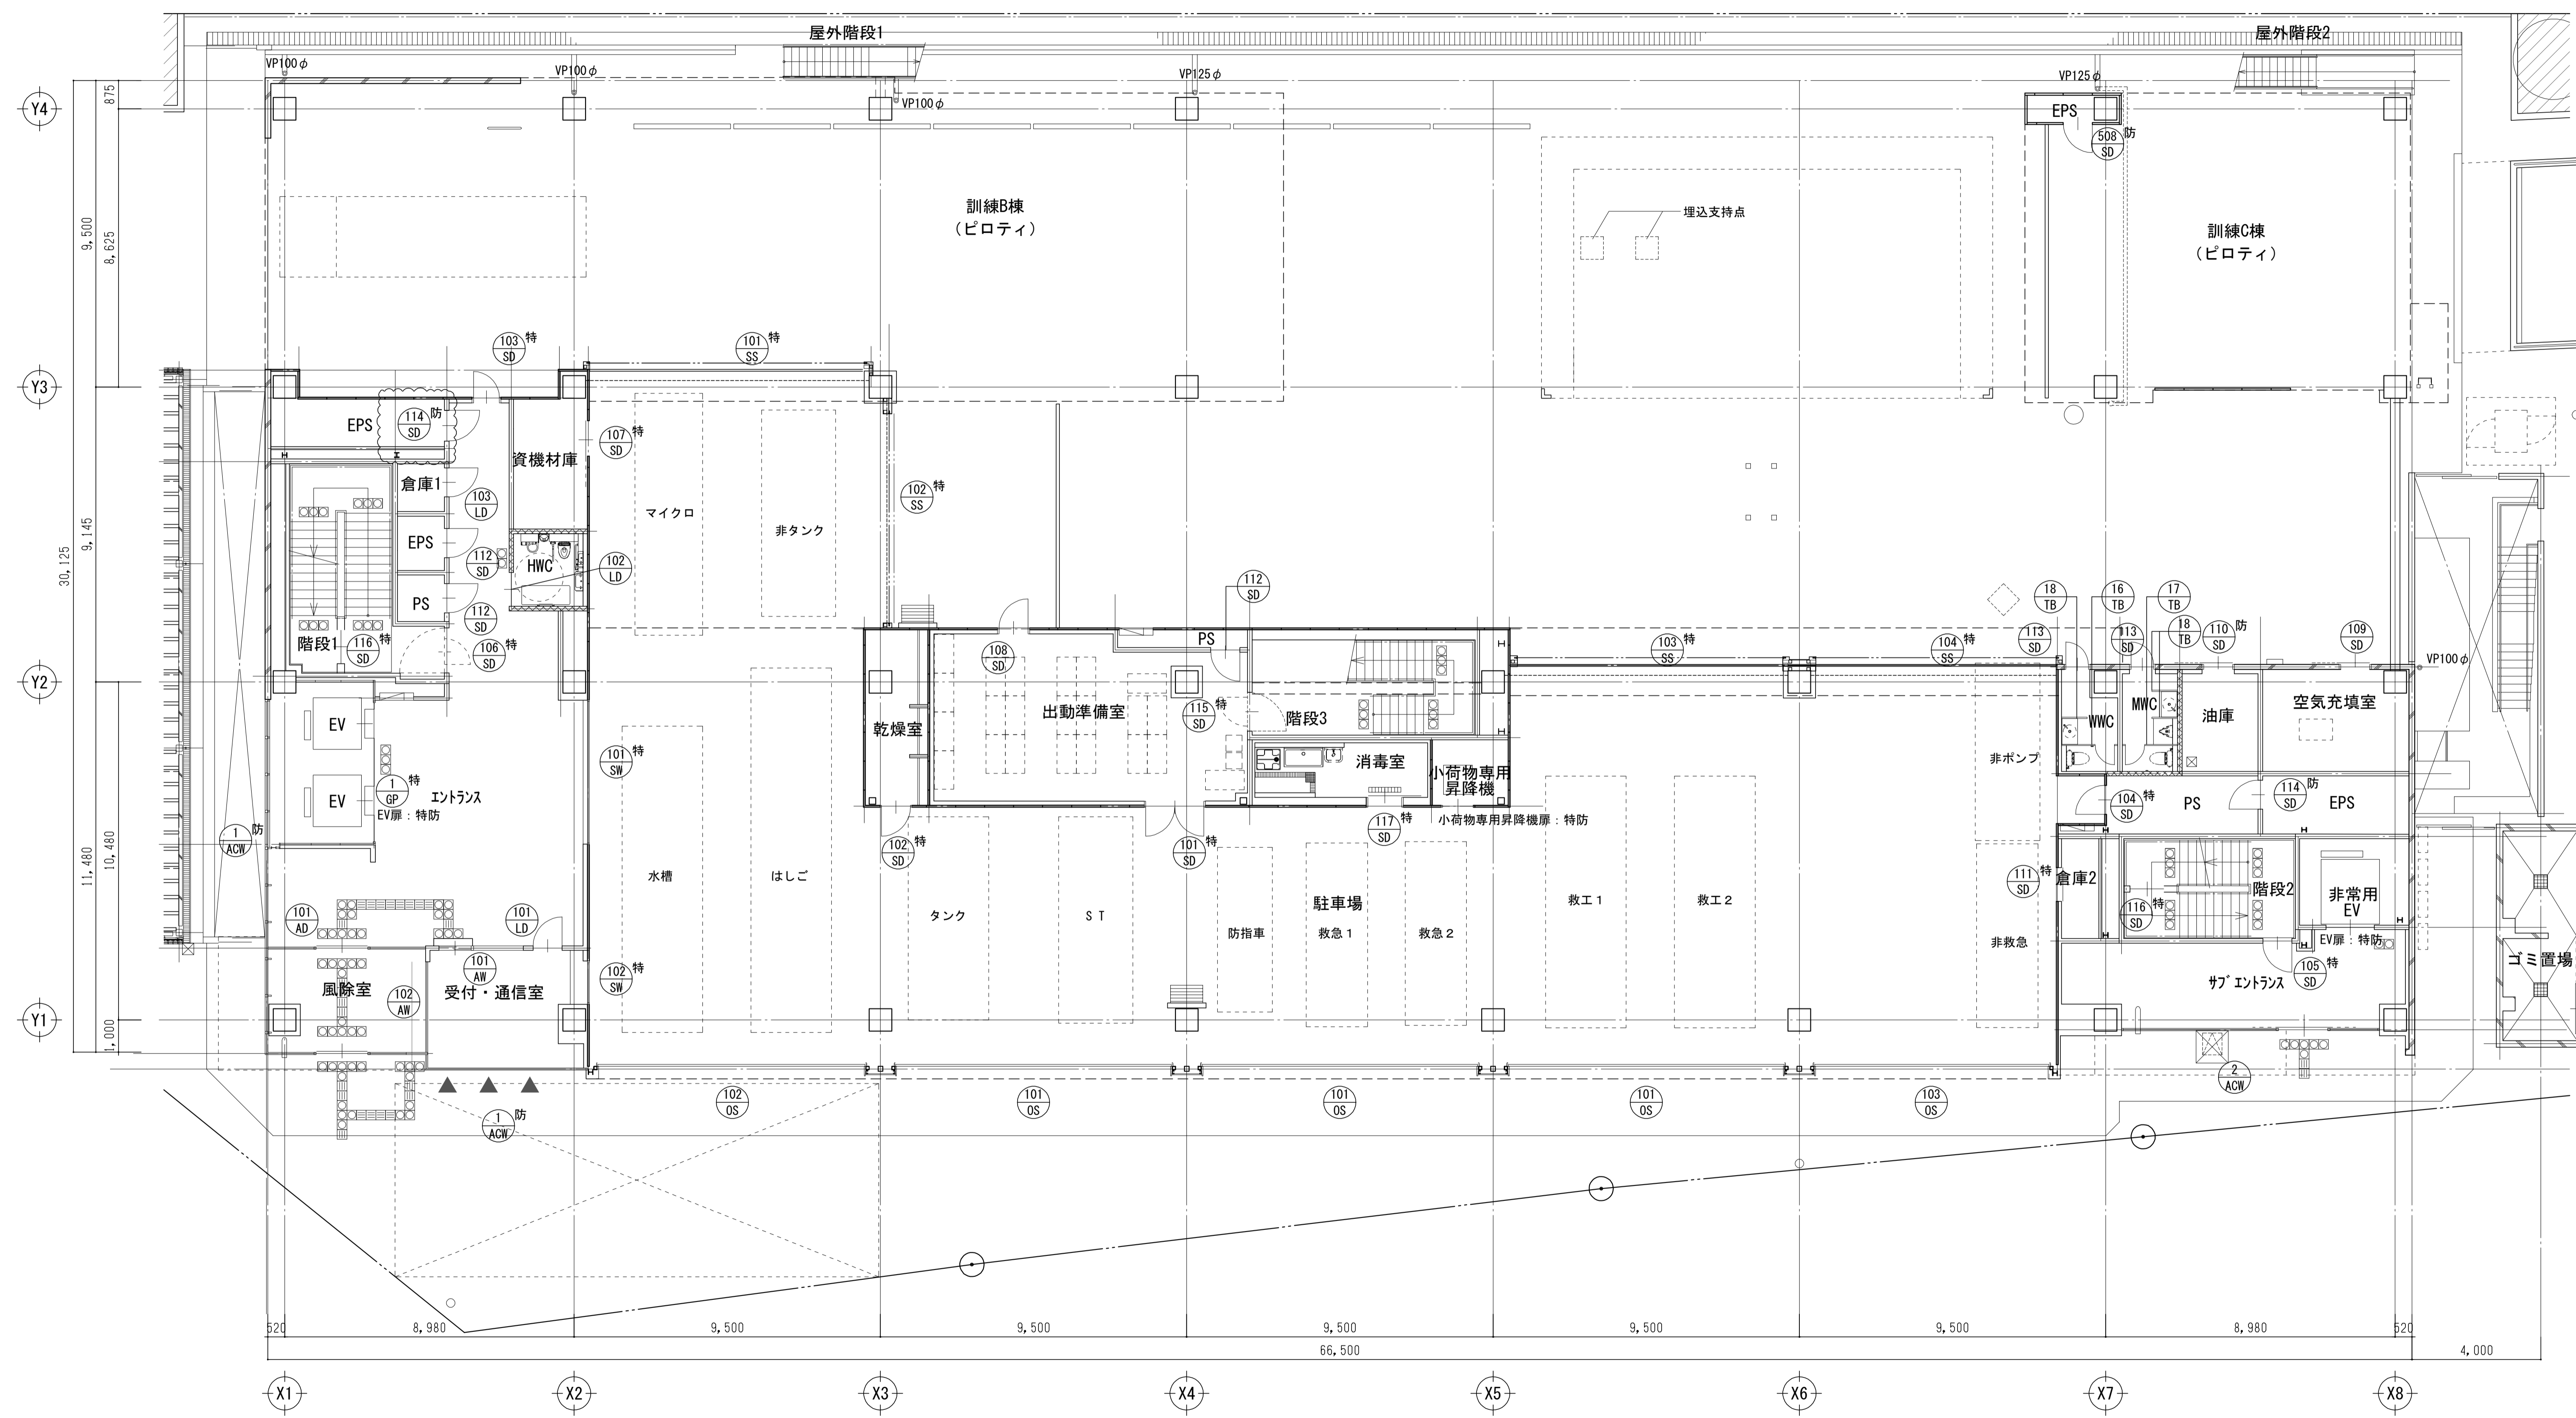 屋外階段1
屋外階段2
VP100φ
VP100φ
VP100φ
VP125φ
VP125φ
Y4
875
EPS
508
SD
防
訓練B棟
(ピロティ)
埋込支持点
訓練C棟
(ピロティ)
9,500
8,625
103
SD
特
101
SS
特
Y3
EPS
114
SD
防
107
SD
特
資機材庫
倉庫1
103
LD
マイクロ
非タンク
102
SS
特
EPS
112
SD
HWC
102
LD
PS
112
SD
9,145
30,125
階段1
116
SD
特
106
SD
特
112
SD
18
TB
16
TB
17
TB
18
TB
113
SD
113
SD
110
SD
防
109
SD
VP100φ
108
SD
PS
103
SS
特
104
SS
特
Y2
EV
乾燥室
出動準備室
115
SD
特
階段3
WWC
MWC
油庫
空気充填室
101
SW
特
消毒室
小荷物専用
昇降機
非ポンプ
EV
1
GP
特
EV扉：特防
エントランス
104
SD
特
PS
114
SD
防
EPS
1
ACW
防
117
SD
特
小荷物専用昇降機扉：特防
102
SD
特
101
SD
特
11,480
10,480
水槽
はしご
111
SD
特
倉庫2
階段2
非常用
EV
116
SD
特
タンク
ST
駐車場
防指車
救急1
救急2
救工1
救工2
非救急
EV扉：特防
101
AD
101
LD
101
AW
102
SW
特
風除室
102
AW
受付・通信室
105
SD
特
サブエントランス
ゴミ置場
Y1
1,000
102
OS
101
OS
101
OS
101
OS
103
OS
2
ACW
1
ACW
防
520
8,980
9,500
9,500
9,500
9,500
9,500
8,980
520
66,500
4,000
X1
X2
X3
X4
X5
X6
X7
X8